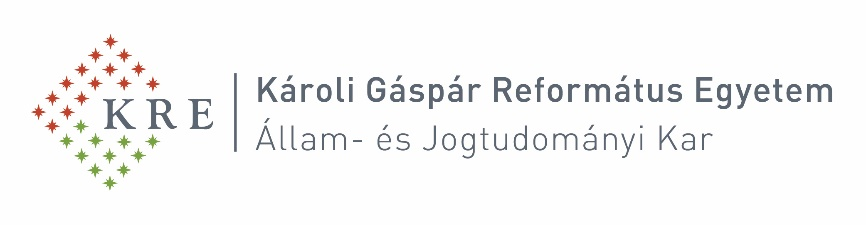 KRE
Károli Gáspár Református Egyetem
Állam- és Jogtudományi Kar